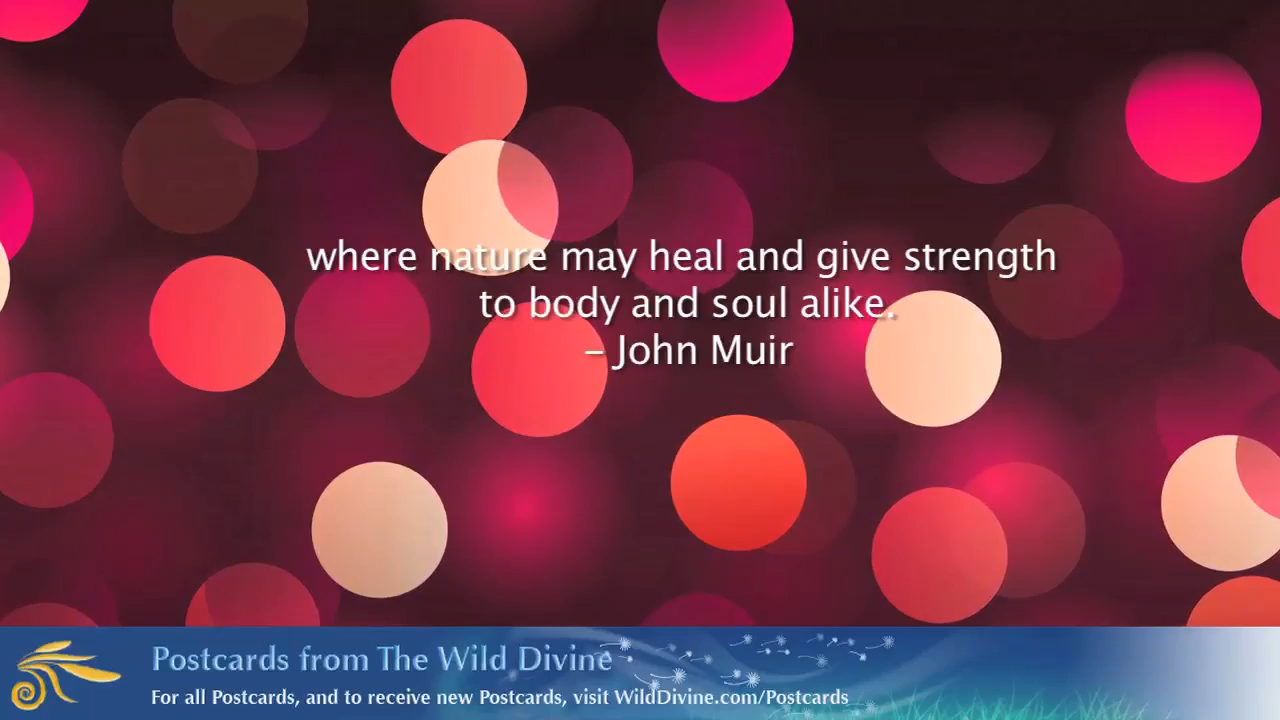 where nature may heal and give strength
to body and soul alike.
– John Muir
Postcards from The Wild Divine
For all Postcards, and to receive new Postcards, visit WildDivine.com/Postcards